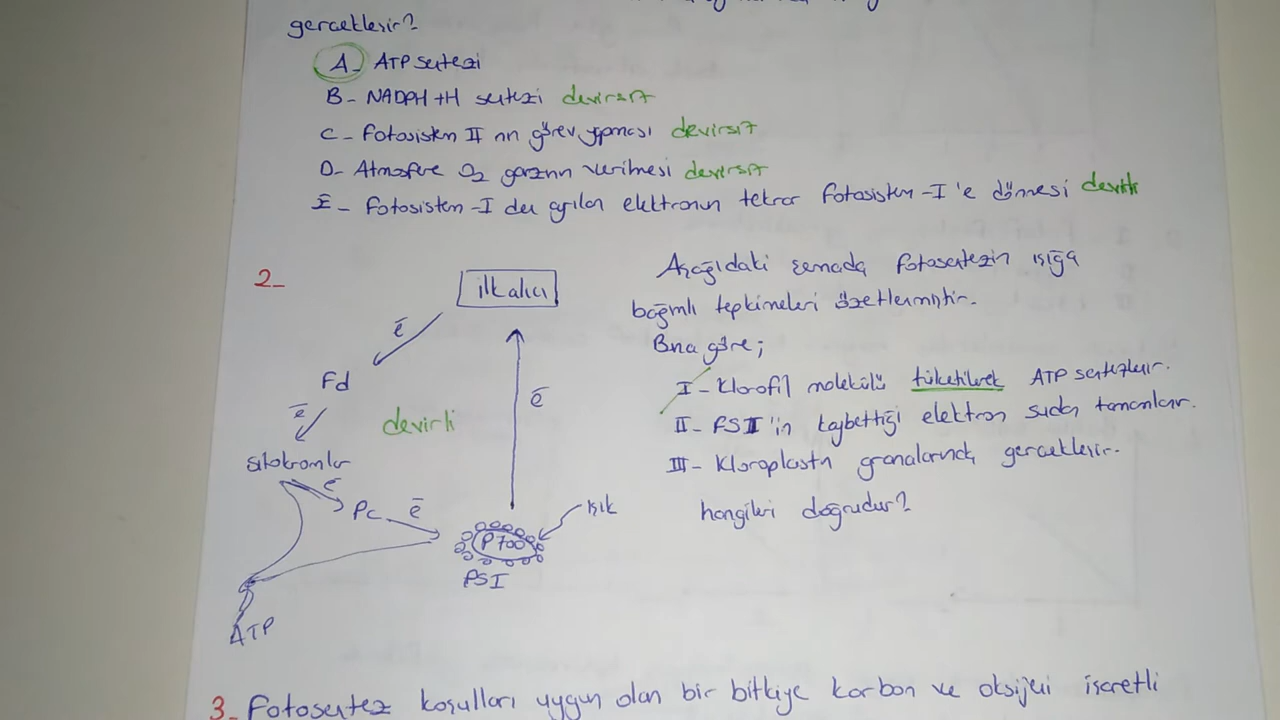 gerçekleşir?
A- ATP sentezi
B- NADPH+H sentezi devirsiz
C- Fotosistem II nin görev yapması devirsiz
D- Atmosfere O2 gazının verilmesi devirsiz
E- Fotosistem-I den ayrılan elektronun tekrar Fotosistem-I'e dönmesi devirli
2-
Aşağıdaki şemada fotosentezin ışığa
bağımlı tepkimeleri özetlenmiştir.
Buna göre;
I- Klorofil molekülü tüketilerek ATP sentezlenir.
II- FSII'in kaybettiği elektron sudan tamamlanır.
III- Kloroplastın granalarında gerçekleşir.
hangileri doğrudur?
ilk alıcı
e
Fd
e
e
devirli
Sitokromlar
e
Pc
e
ışık
P700
PSI
ATP
3- Fotosentez koşulları uygun olan bir bitkiye karbon ve oksijeni işaretli